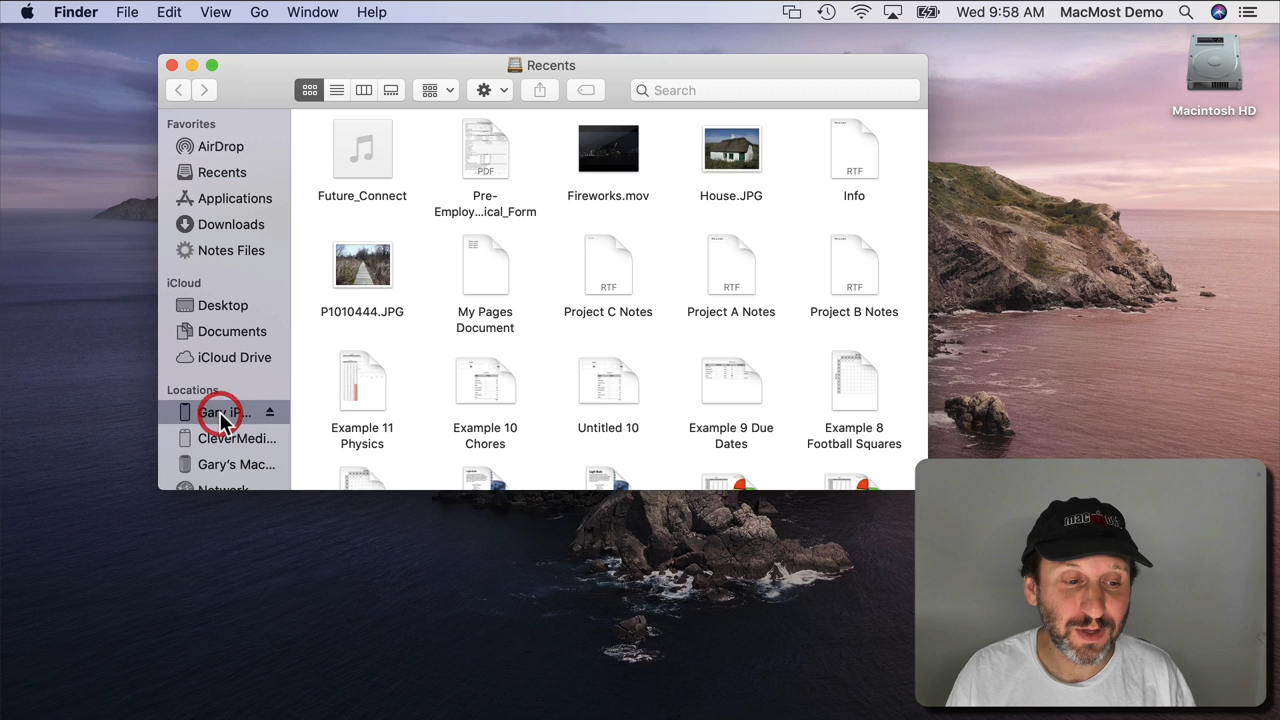 Finder File Edit View Go Window Help Wed 9:58 AM MacMost Demo
Macintosh HD
Recents
Search
Favorites
AirDrop
Recents
Applications
Downloads
Notes Files
iCloud
Desktop
Documents
iCloud Drive
Locations
Gary iP...
CleverMedi...
Gary's Mac...
Network
Future_Connect
PDF
Pre-
Employ...ical_Form
Fireworks.mov
House.JPG
RTF
Info
P1010444.JPG
My Pages
Document
RTF
Project C Notes
RTF
Project A Notes
RTF
Project B Notes
Example 11
Physics
Example 10
Chores
Untitled 10
Example 9 Due
Dates
Example 8
Football Squares